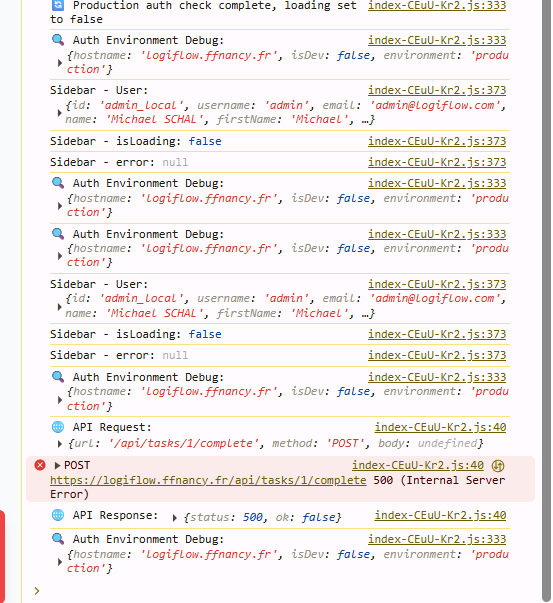 Production auth check complete, loading set index-CEuU-Kr2.js:333
to false
Auth Environment Debug: index-CEuU-Kr2.js:333
{hostname: 'logiflow.ffnancy.fr', isDev: false, environment: 'produ
ction'}
Sidebar - User: index-CEuU-Kr2.js:373
{id: 'admin_local', username: 'admin', email: 'admin@logiflow.com',
name: 'Michael SCHAL', firstName: 'Michael', …}
Sidebar - isLoading: false index-CEuU-Kr2.js:373
Sidebar - error: null index-CEuU-Kr2.js:373
Auth Environment Debug: index-CEuU-Kr2.js:333
{hostname: 'logiflow.ffnancy.fr', isDev: false, environment: 'produ
ction'}
Auth Environment Debug: index-CEuU-Kr2.js:333
{hostname: 'logiflow.ffnancy.fr', isDev: false, environment: 'produ
ction'}
Sidebar - User: index-CEuU-Kr2.js:373
{id: 'admin_local', username: 'admin', email: 'admin@logiflow.com',
name: 'Michael SCHAL', firstName: 'Michael', …}
Sidebar - isLoading: false index-CEuU-Kr2.js:373
Sidebar - error: null index-CEuU-Kr2.js:373
Auth Environment Debug: index-CEuU-Kr2.js:333
{hostname: 'logiflow.ffnancy.fr', isDev: false, environment: 'produ
ction'}
API Request: index-CEuU-Kr2.js:40
{url: '/api/tasks/1/complete', method: 'POST', body: undefined}
POST index-CEuU-Kr2.js:40
https://logiflow.ffnancy.fr/api/tasks/1/complete 500 (Internal Server
Error)
API Response: {status: 500, ok: false} index-CEuU-Kr2.js:40
Auth Environment Debug: index-CEuU-Kr2.js:333
{hostname: 'logiflow.ffnancy.fr', isDev: false, environment: 'produ
ction'}